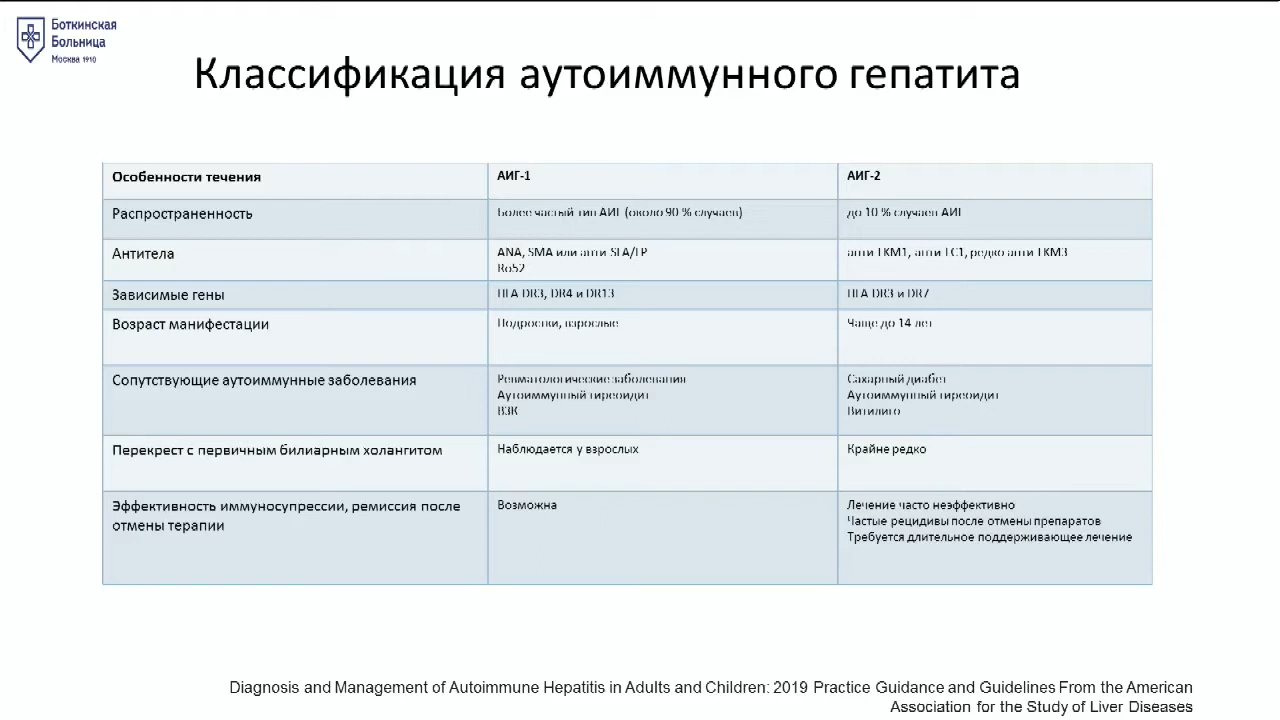 Боткинская
Больница
Москва 1910
Классификация аутоиммунного гепатита
Особенности течения
АИГ-1
АИГ-2
Распространенность
Более частый тип АИГ (около 90 % случаев)
до 10 % случаев АИГ
Антитела
ANA, SMA или анти SLA/LP
Ro52
анти LKM1, анти LC1, редко анти LKM3
Зависимые гены
HLA DR3, DR4 и DR13
HLA DR3 и DR7
Возраст манифестации
Подростки, взрослые
Чаще до 14 лет
Сопутствующие аутоиммунные заболевания
Ревматологические заболевания
Аутоиммунный тиреоидит
ВЗК
Сахарный диабет
Аутоиммунный тиреоидит
Витилиго
Перекрест с первичным билиарным холангитом
Наблюдается у взрослых
Крайне редко
Эффективность иммуносупрессии, ремиссия после
отмены терапии
Возможна
Лечение часто неэффективно
Частые рецидивы после отмены препаратов
Требуется длительное поддерживающее лечение
Diagnosis and Management of Autoimmune Hepatitis in Adults and Children: 2019 Practice Guidance and Guidelines From the American
Association for the Study of Liver Diseases